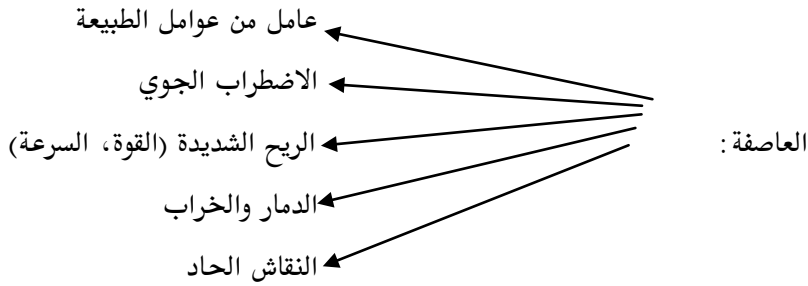 عامل من عوامل الطبيعة
الاضطراب الجوي
العاصفة: الريح الشديدة (القوة، السرعة)
الدمار والخراب
النقاش الحاد